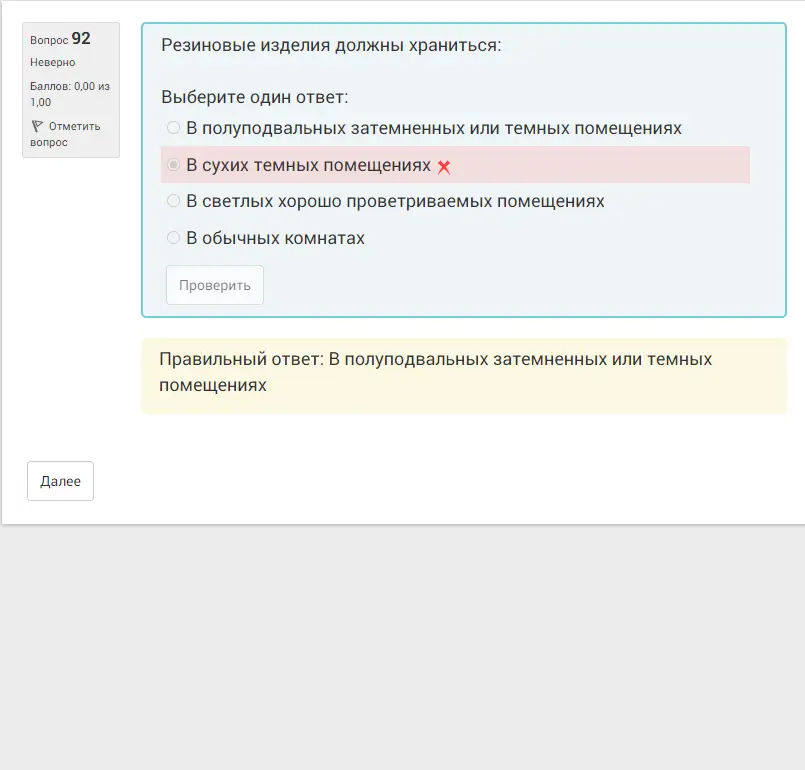 Вопрос 92
Неверно
Баллов: 0,00 из
1,00
Отметить
вопрос
Резиновые изделия должны храниться:
Выберите один ответ:
В полуподвальных затемненных или темных помещениях
В сухих темных помещениях
В светлых хорошо проветриваемых помещениях
В обычных комнатах
Проверить
Правильный ответ: В полуподвальных затемненных или темных
помещениях
Далее